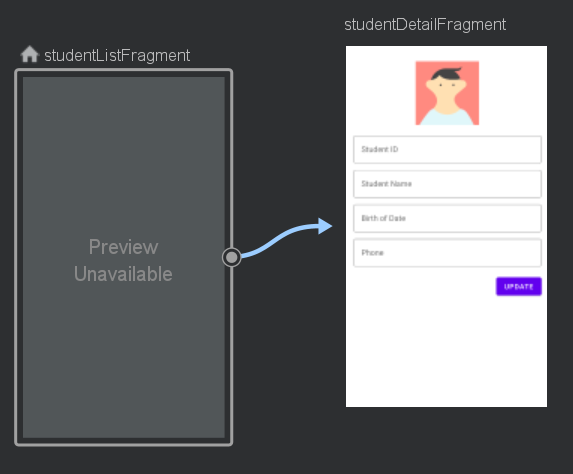 studentDetailFragment
studentListFragment
Preview
Unavailable
Student ID
Student Name
Birth of Date
Phone
UPDATE